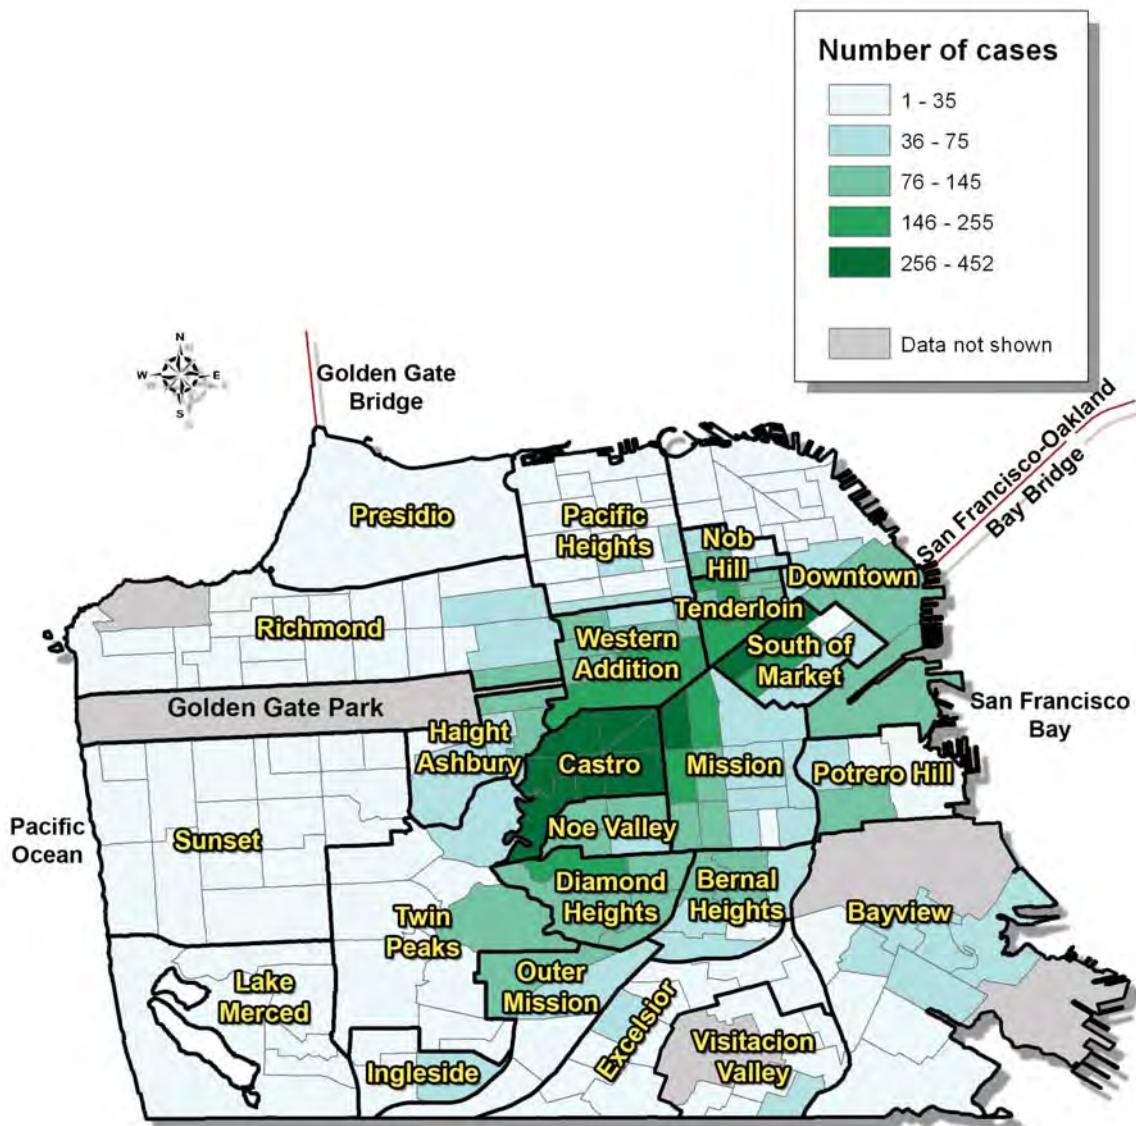 Number of cases
1 - 35
36 - 75
76 - 145
146 - 255
256 - 452
Data not shown
N
W
E
S
Golden Gate
Bridge
San Francisco-Oakland
Bay Bridge
Presidio
Pacific
Heights
Nob
Hill
Downtown
Richmond
Tenderloin
Western
Addition
South of
Market
Golden Gate Park
San Francisco
Bay
Haight
Ashbury
Castro
Mission
Potrero Hill
Pacific
Ocean
Sunset
Noe Valley
Diamond
Heights
Bernal
Heights
Bayview
Twin
Peaks
Lake
Merced
Outer
Mission
Excelsior
Visitacion
Valley
Ingleside